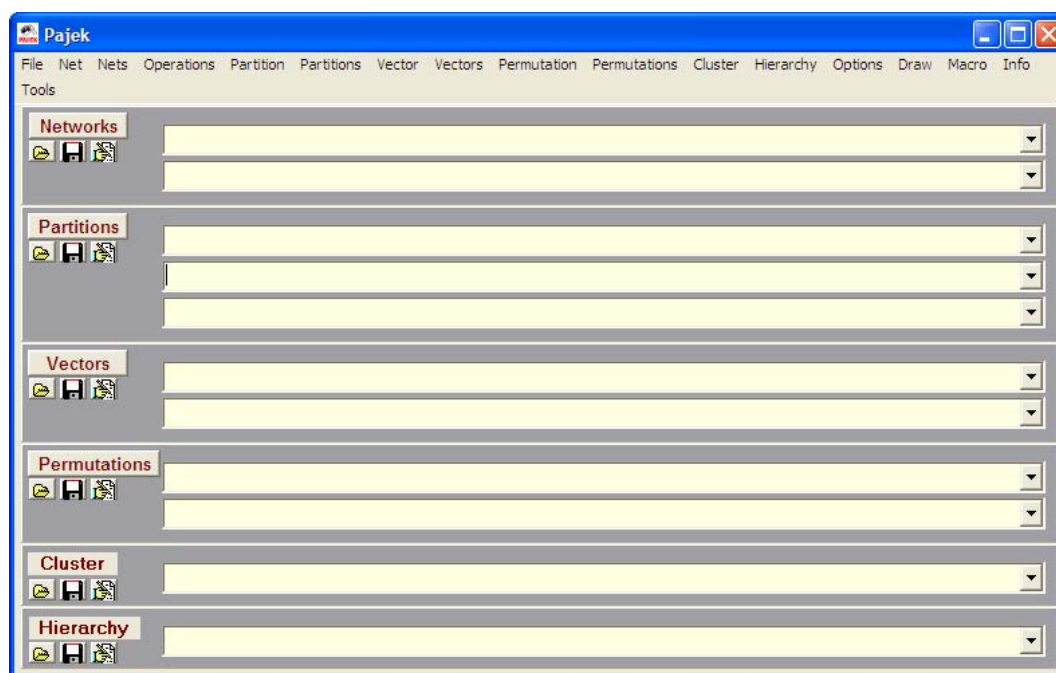 Pajek
File Net Nets Operations Partition Partitions Vector Vectors Permutation Permutations Cluster Hierarchy Options Draw Macro Info
Tools
Networks
Partitions
Vectors
Permutations
Cluster
Hierarchy